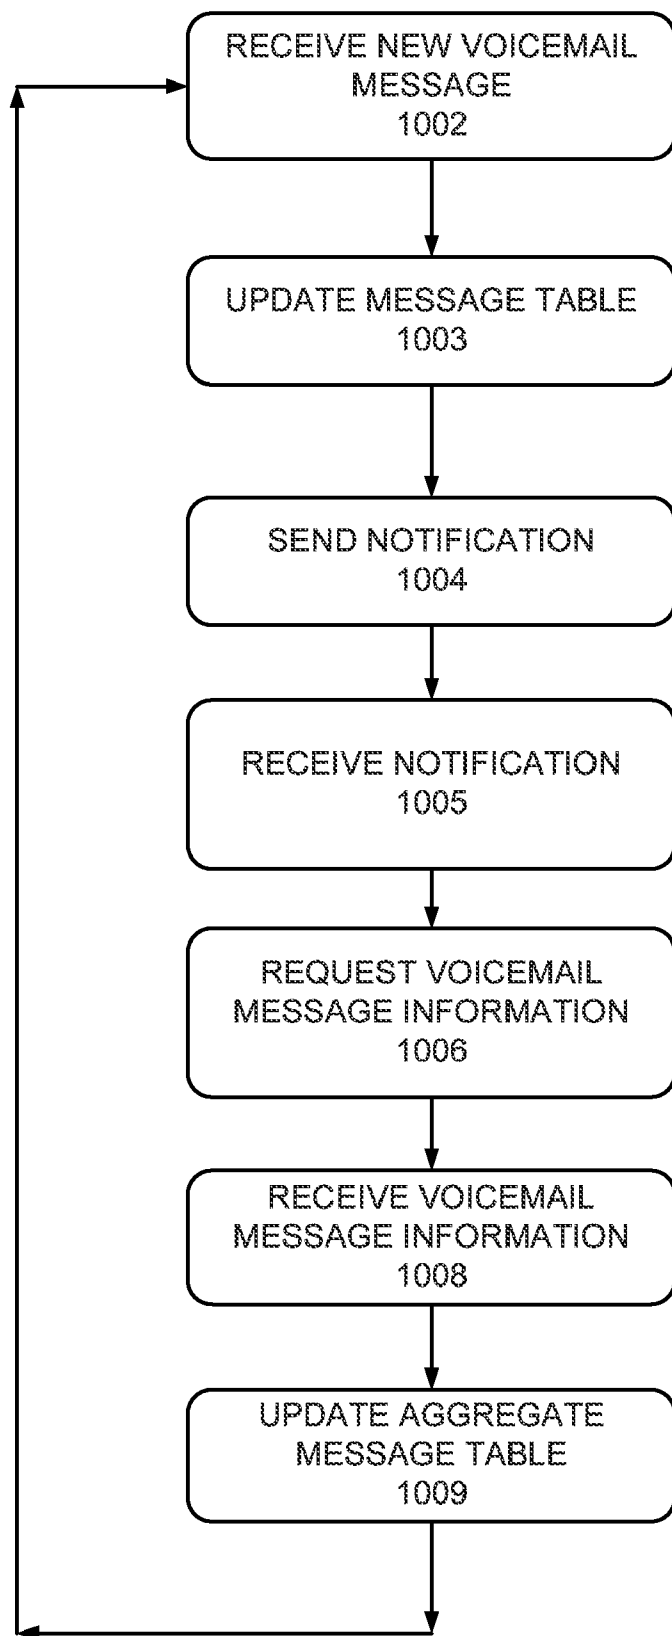 RECEIVE NEW VOICEMAIL
MESSAGE
1002
UPDATE MESSAGE TABLE
1003
SEND NOTIFICATION
1004
RECEIVE NOTIFICATION
1005
REQUEST VOICEMAIL
MESSAGE INFORMATION
1006
RECEIVE VOICEMAIL
MESSAGE INFORMATION
1008
UPDATE AGGREGATE
MESSAGE TABLE
1009